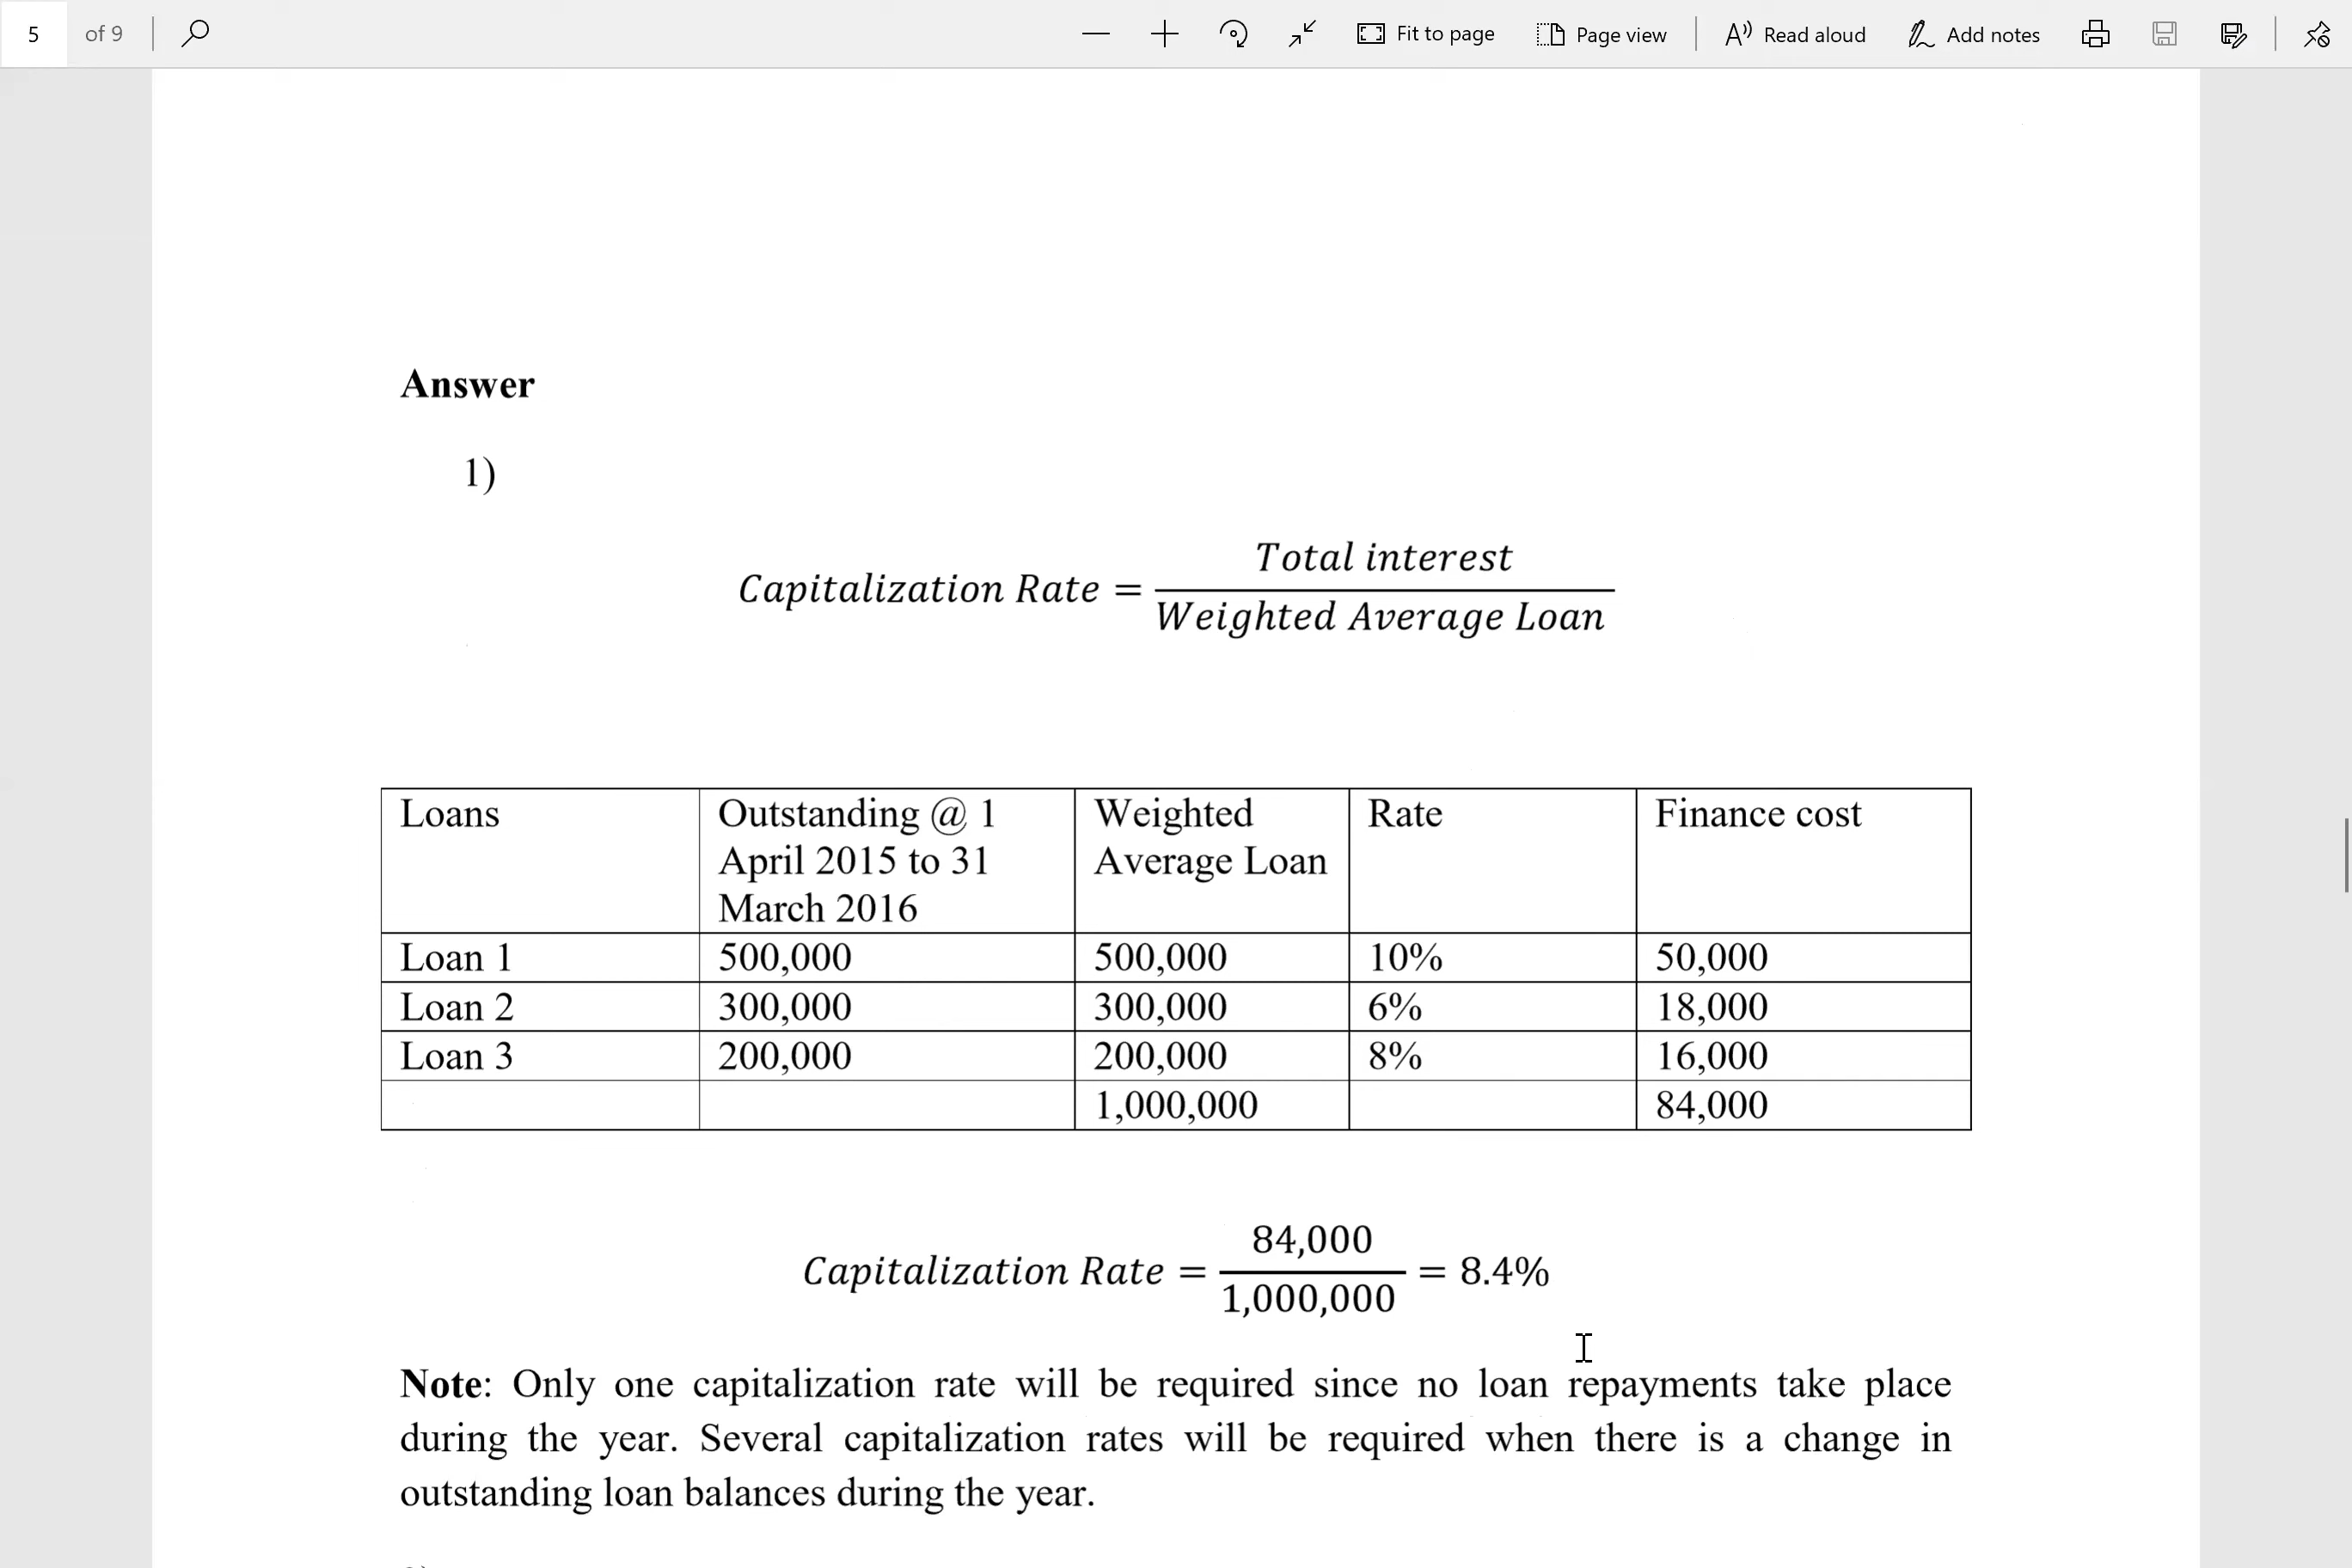 5 of 9 Fit to page Page view Read aloud Add notes
Answer
1)
Capitalization Rate = Total interest / Weighted Average Loan
Loans Outstanding @ 1 April 2015 to 31 March 2016 Weighted Average Loan Rate Finance cost
Loan 1 500,000 500,000 10% 50,000
Loan 2 300,000 300,000 6% 18,000
Loan 3 200,000 200,000 8% 16,000
1,000,000 84,000
Capitalization Rate = 84,000 / 1,000,000 = 8.4%
Note: Only one capitalization rate will be required since no loan repayments take place
during the year. Several capitalization rates will be required when there is a change in
outstanding loan balances during the year.